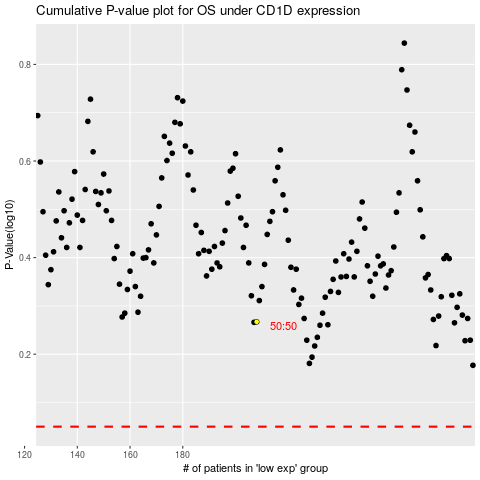 Cumulative P-value plot for OS under CD1D expression
P-Value(log10)
0.8
0.6
0.4
0.2
50:50
120 140 160 180
# of patients in 'low exp' group